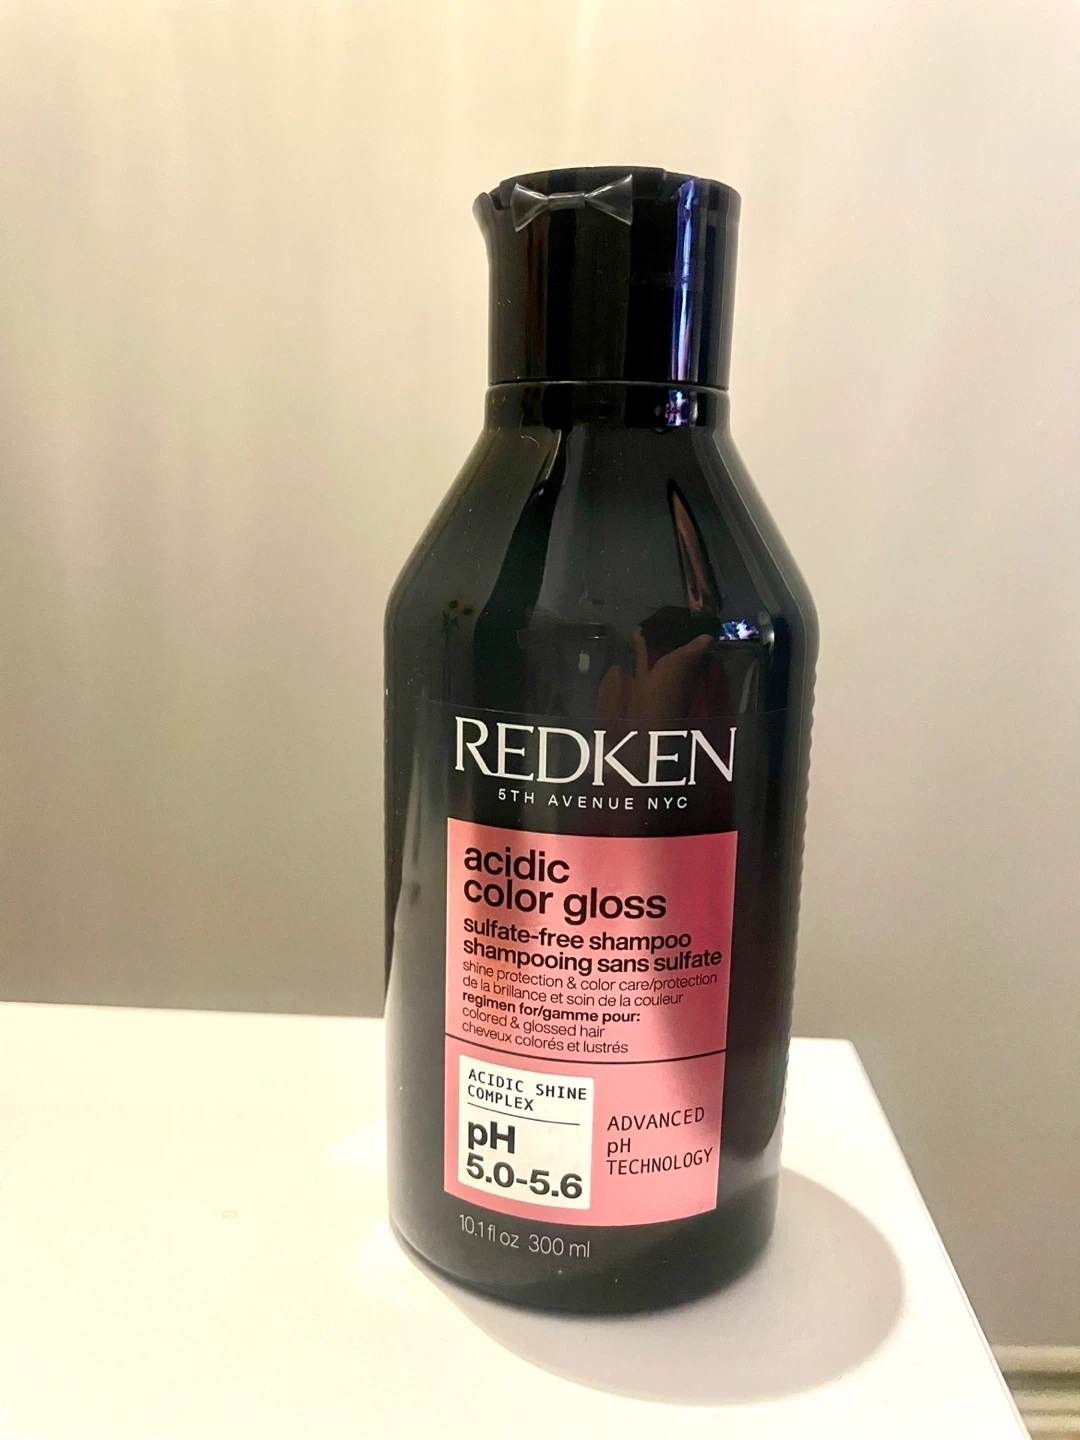 REDKEN
5TH AVENUE NYC
acidic
color gloss
sulfate-free shampoo
shampooing sans sulfate
shine protection & color care/protection
de la brillance et soin de la couleur
regimen for/gamme pour:
colored & glossed hair
cheveux colorés et lustrés
ACIDIC SHINE
COMPLEX
pH
5.0-5.6
ADVANCED
pH
TECHNOLOGY
10.1 fl oz 300 ml